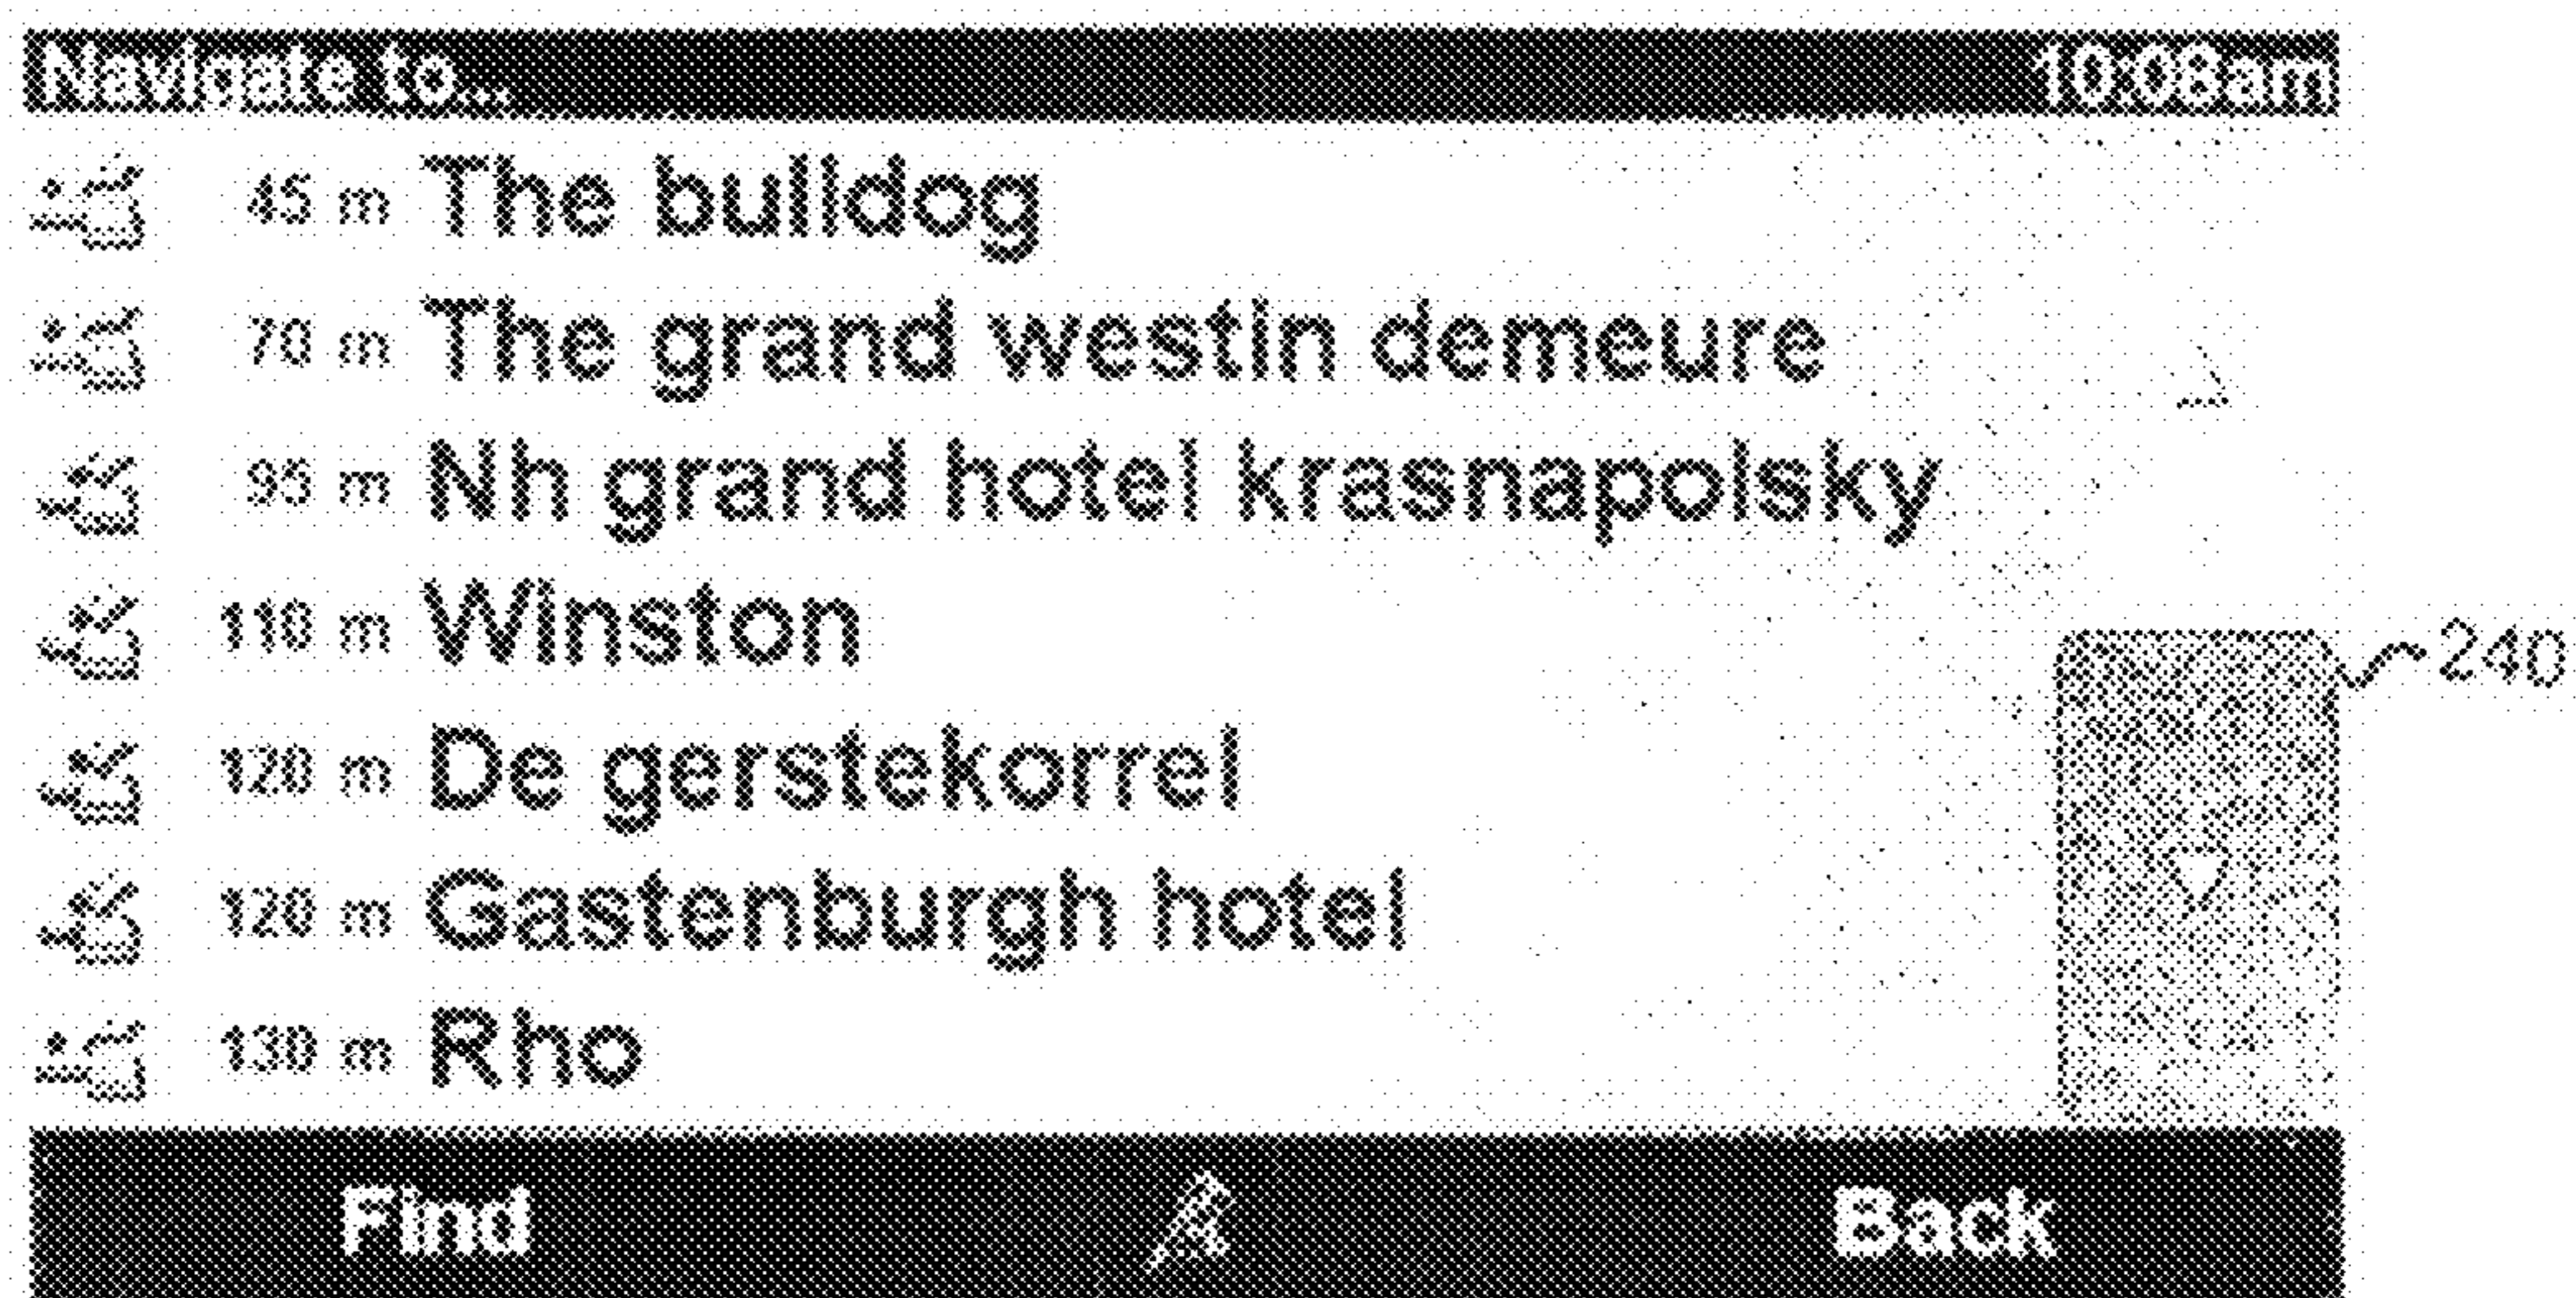 Navigate to... 10:08am
45 m The bulldog
70 m The grand westin demeure
95 m Nh grand hotel krasnapolsky
110 m Winston
240
120 m De gerstekorrel
120 m Gastenburgh hotel
130 m Rho
Find Back